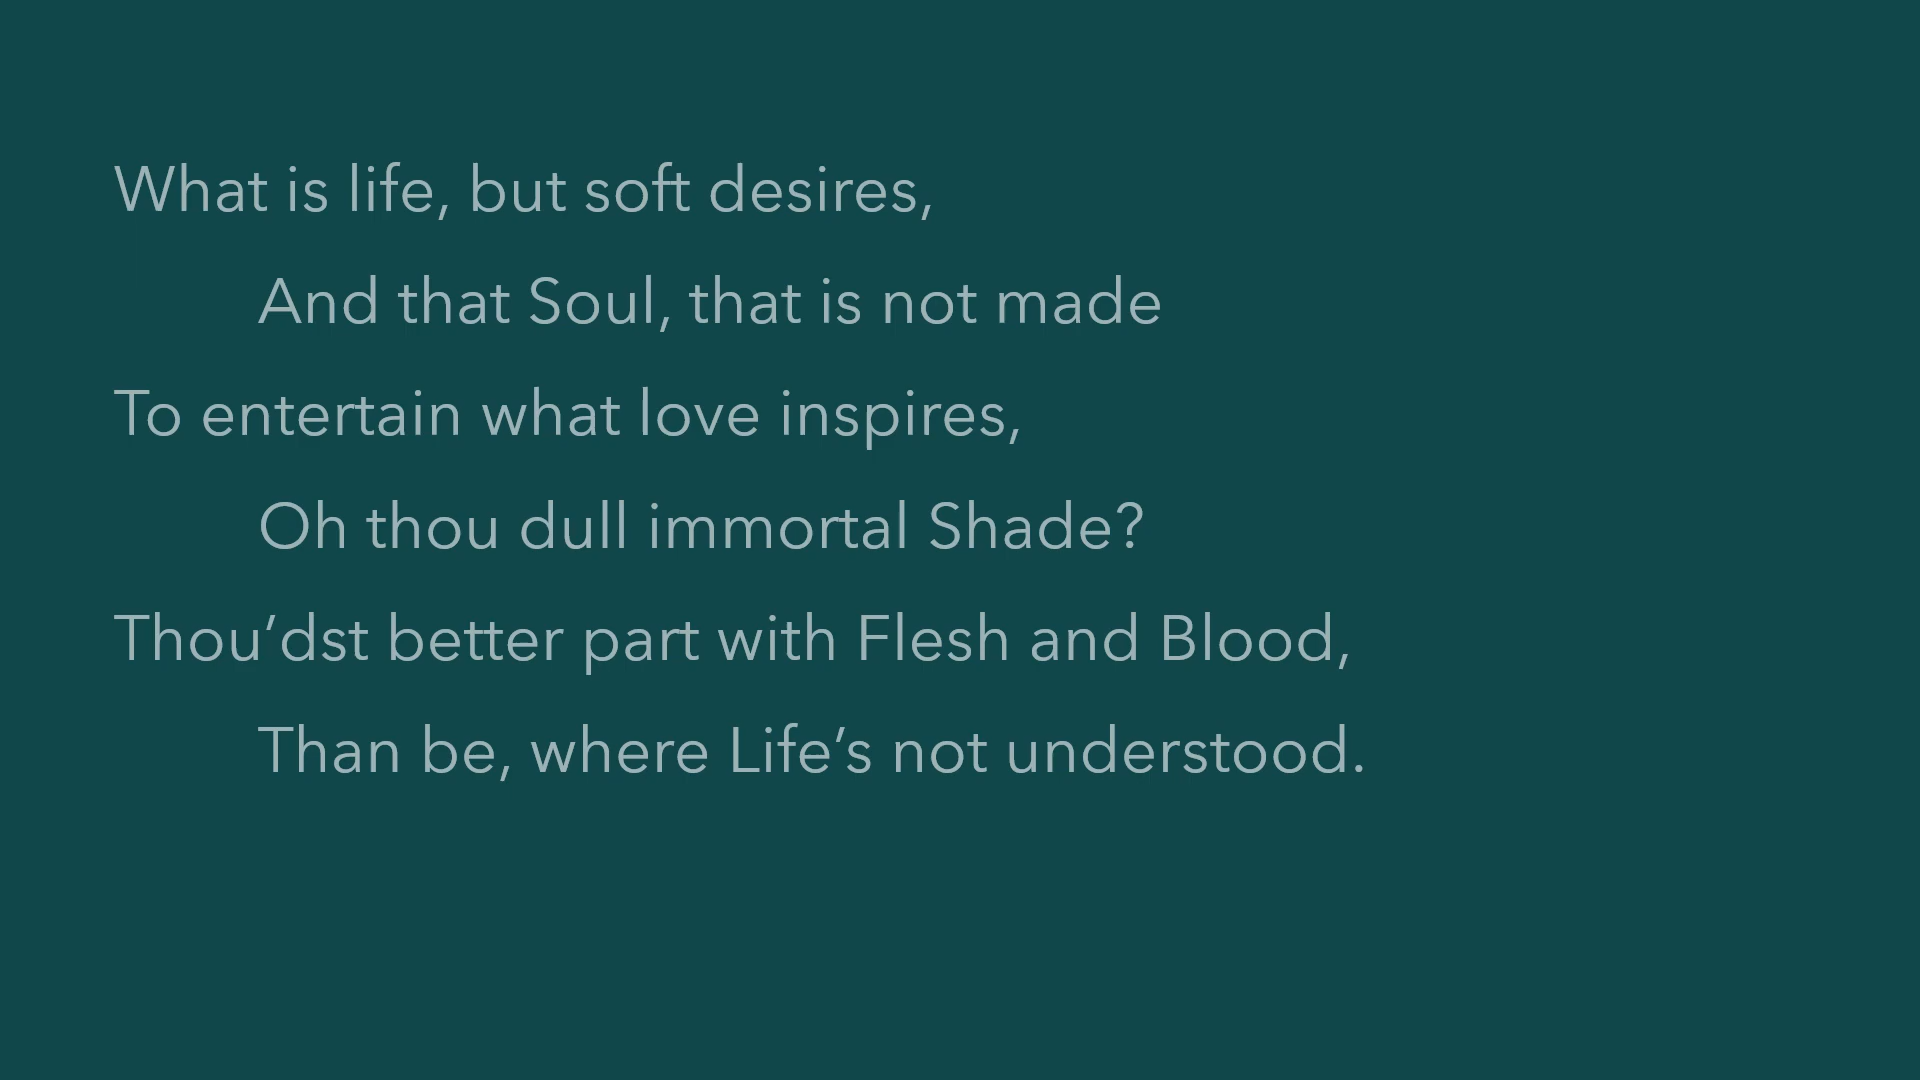 What is life, but soft desires,
And that Soul, that is not made
To entertain what love inspires,
Oh thou dull immortal Shade?
Thou’dst better part with Flesh and Blood,
Than be, where Life’s not understood.